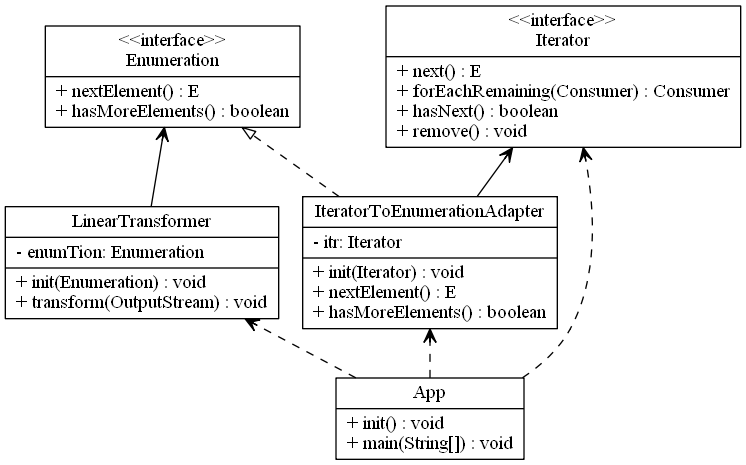 <<interface>>
Enumeration
+ nextElement() : E
+ hasMoreElements() : boolean
<<interface>>
Iterator
+ next() : E
+ forEachRemaining(Consumer) : Consumer
+ hasNext() : boolean
+ remove() : void
LinearTransformer
- enumTion: Enumeration
+ init(Enumeration) : void
+ transform(OutputStream) : void
IteratorToEnumerationAdapter
- itr: Iterator
+ init(Iterator) : void
+ nextElement() : E
+ hasMoreElements() : boolean
App
+ init() : void
+ main(String[]) : void